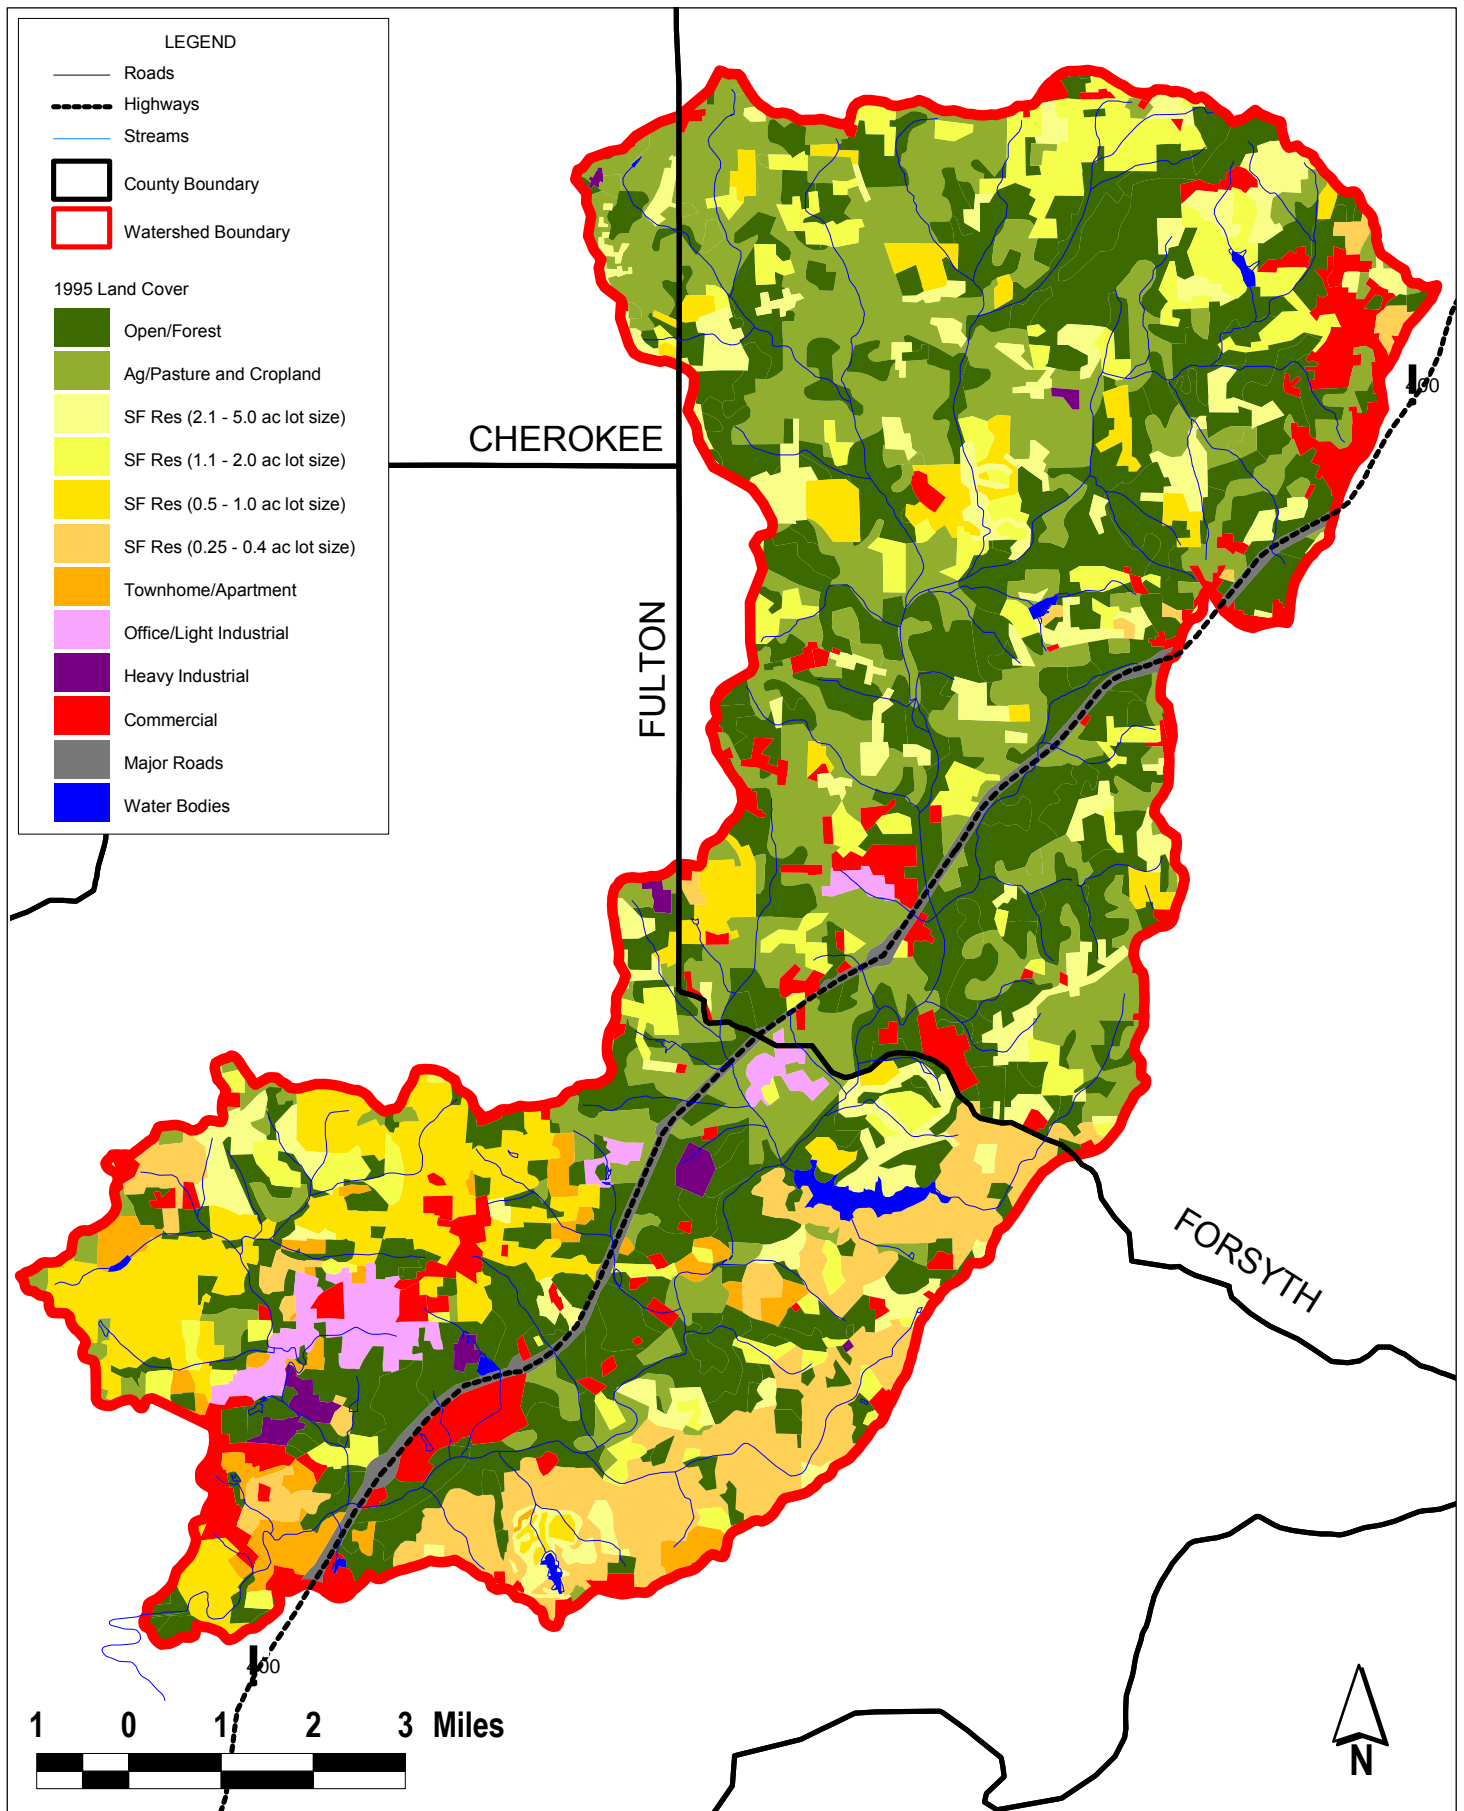 LEGEND
Roads
Highways
Streams
County Boundary
Watershed Boundary
1995 Land Cover
Open/Forest
Ag/Pasture and Cropland
SF Res (2.1 - 5.0 ac lot size)
SF Res (1.1 - 2.0 ac lot size)
SF Res (0.5 - 1.0 ac lot size)
SF Res (0.25 - 0.4 ac lot size)
Townhome/Apartment
Office/Light Industrial
Heavy Industrial
Commercial
Major Roads
Water Bodies
400
CHEROKEE
FULTON
FORSYTH
400
1 0 1 2 3 Miles
N